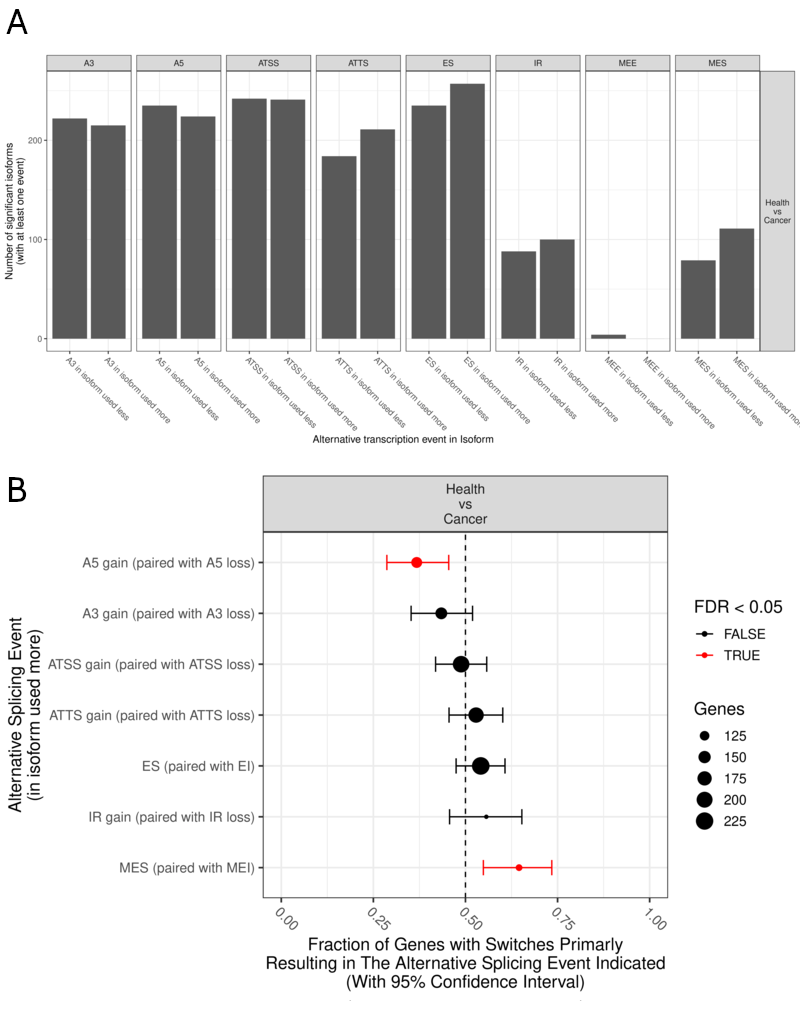 A
A3
A5
ATSS
ATTS
ES
IR
MEE
MES
Number of significant isoforms
(with at least one event)
200
100
0
Health
vs
Cancer
A3 in isoform used less
A3 in isoform used more
A5 in isoform used less
A5 in isoform used more
ATSS in isoform used less
ATSS in isoform used more
ATTS in isoform used less
ATTS in isoform used more
ES in isoform used less
ES in isoform used more
IR in isoform used less
IR in isoform used more
MEE in isoform used less
MEE in isoform used more
MES in isoform used less
MES in isoform used more
Alternative transcription event in Isoform
B
Health
vs
Cancer
Alternative Splicing Event
(in isoform used more)
A5 gain (paired with A5 loss)
A3 gain (paired with A3 loss)
ATSS gain (paired with ATSS loss)
ATTS gain (paired with ATTS loss)
ES (paired with EI)
IR gain (paired with IR loss)
MES (paired with MEI)
0.00
0.25
0.50
0.75
1.00
Fraction of Genes with Switches Primarly
Resulting in The Alternative Splicing Event Indicated
(With 95% Confidence Interval)
FDR < 0.05
FALSE
TRUE
Genes
125
150
175
200
225